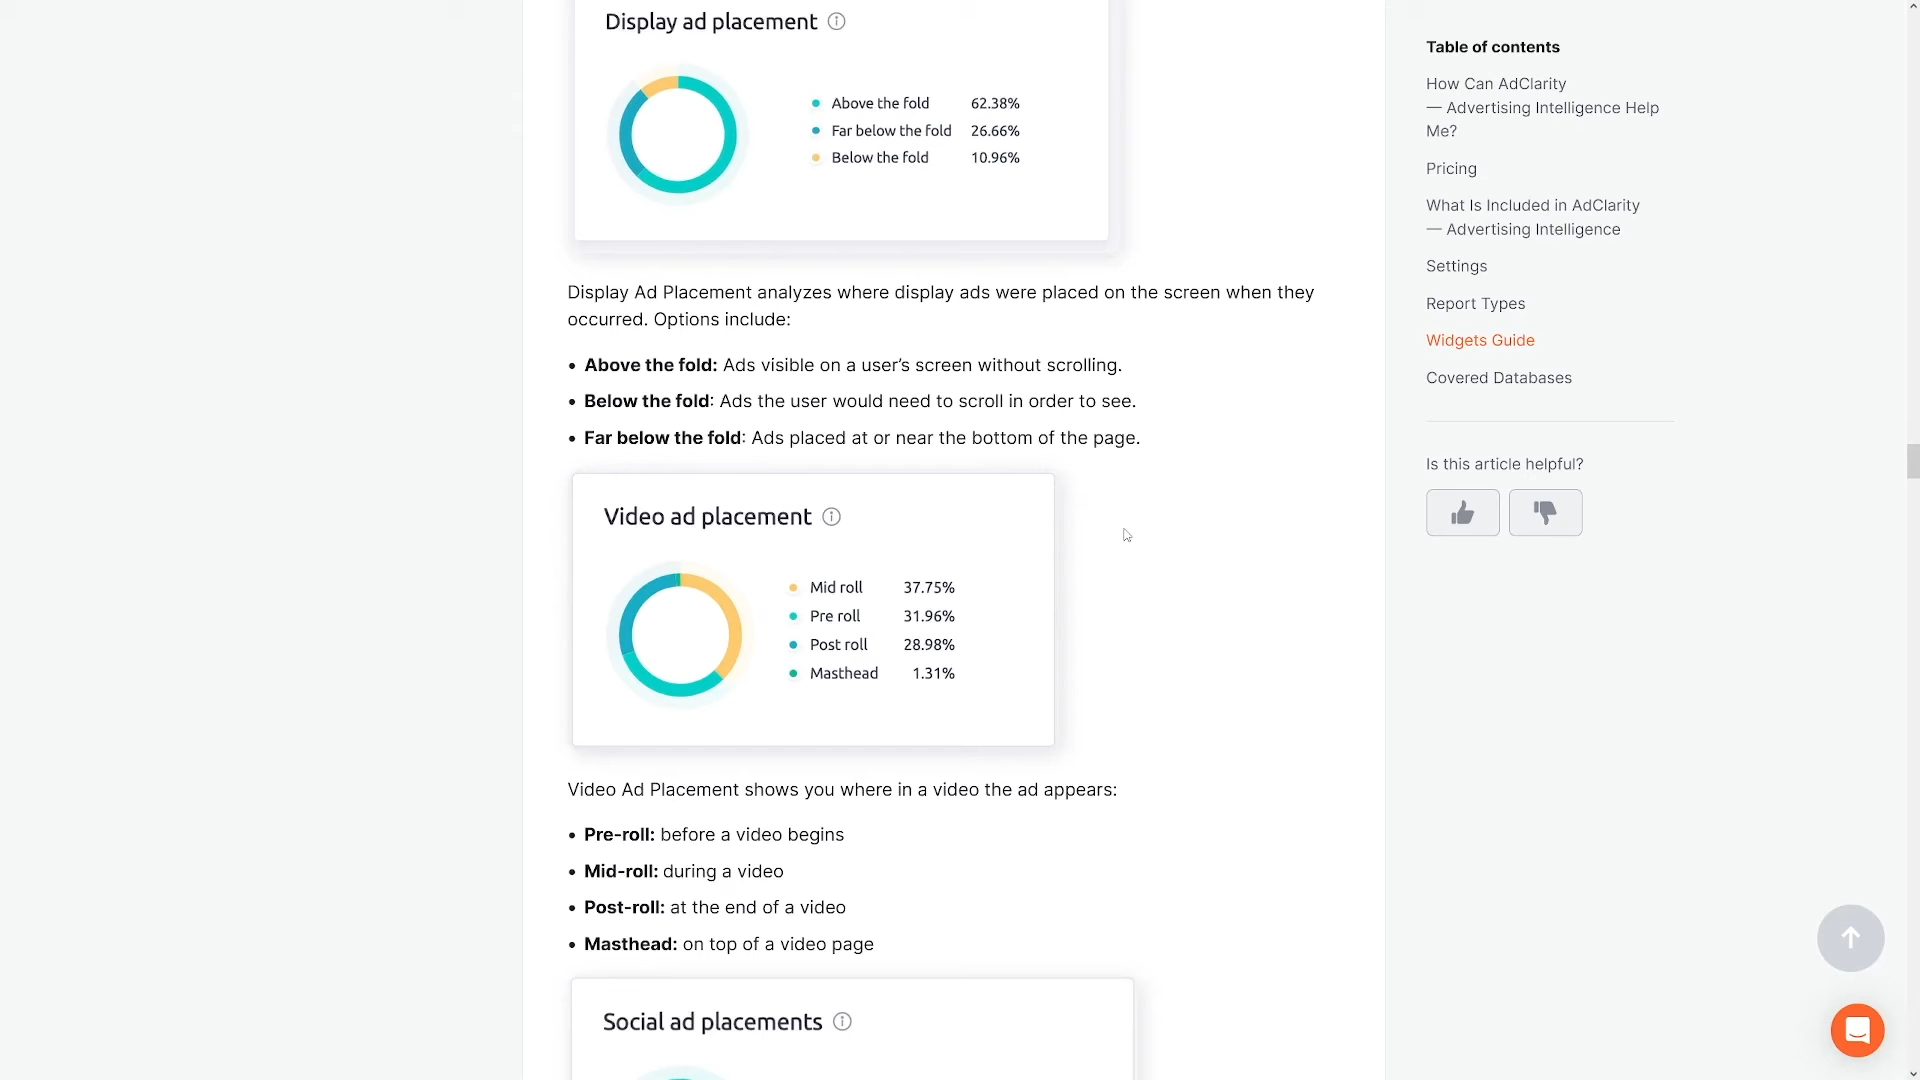 Display ad placement
Above the fold 62.38%
Far below the fold 26.66%
Below the fold 10.96%
Display Ad Placement analyzes where display ads were placed on the screen when they
occurred. Options include:
• Above the fold: Ads visible on a user’s screen without scrolling.
• Below the fold: Ads the user would need to scroll in order to see.
• Far below the fold: Ads placed at or near the bottom of the page.
Video ad placement
Mid roll 37.75%
Pre roll 31.96%
Post roll 28.98%
Masthead 1.31%
Video Ad Placement shows you where in a video the ad appears:
• Pre-roll: before a video begins
• Mid-roll: during a video
• Post-roll: at the end of a video
• Masthead: on top of a video page
Social ad placements
Table of contents
How Can AdClarity
— Advertising Intelligence Help
Me?
Pricing
What Is Included in AdClarity
— Advertising Intelligence
Settings
Report Types
Widgets Guide
Covered Databases
Is this article helpful?